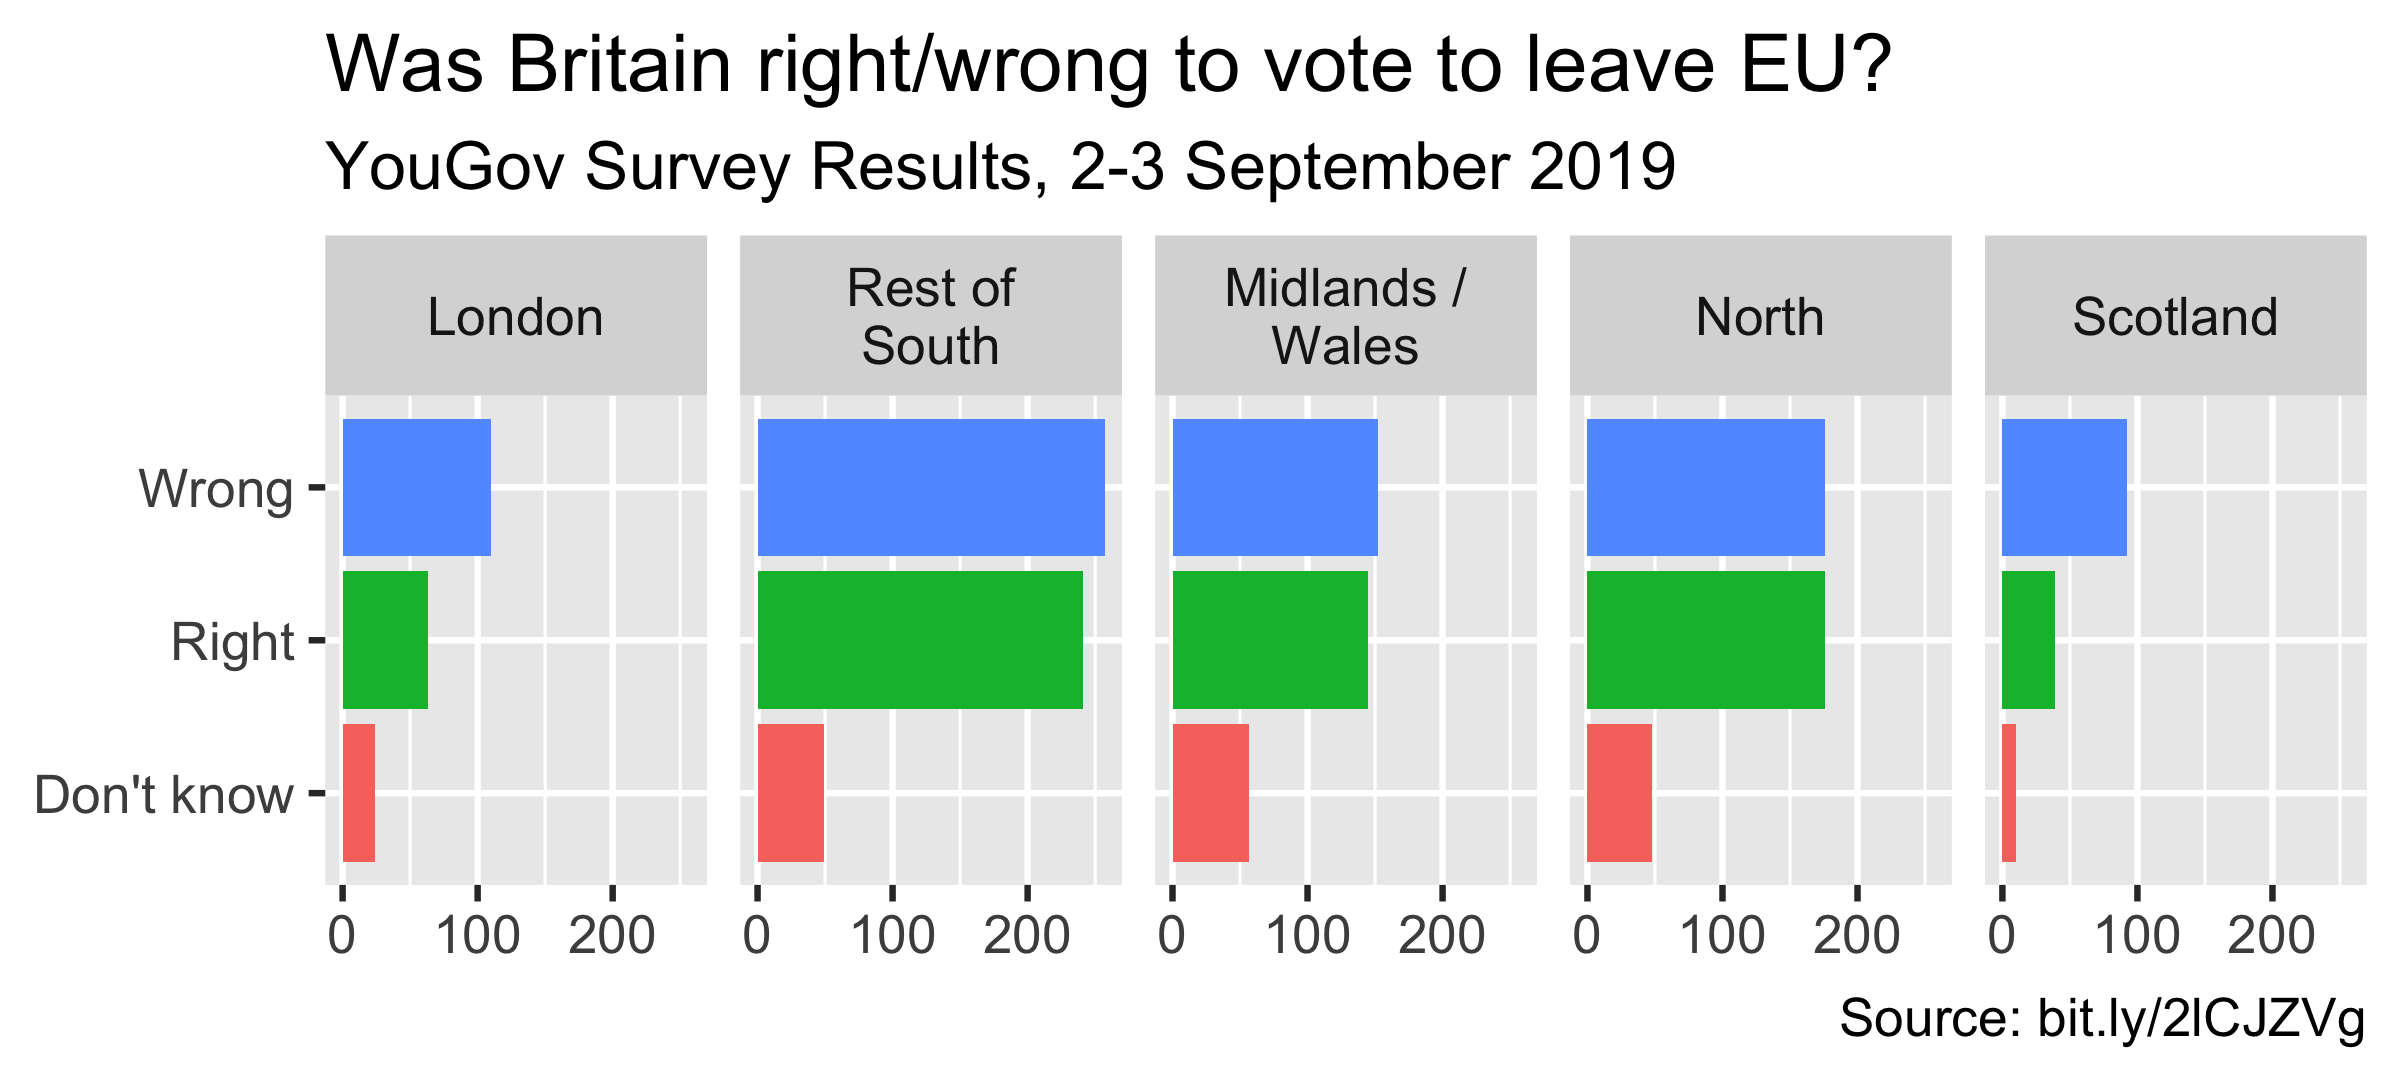 Was Britain right/wrong to vote to leave EU?
YouGov Survey Results, 2-3 September 2019
London
Rest of
South
Midlands /
Wales
North
Scotland
Wrong
Right
Don't know
0 100 200
0 100 200
0 100 200
0 100 200
0 100 200
Source: bit.ly/2lCJZVg